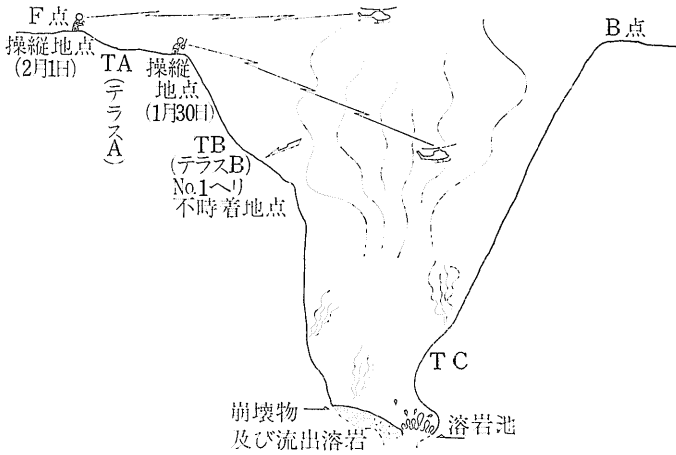 F点
操縦地点
(2月1日)
TA
(テラスA)
操縦
地点
(1月30日)
TB
(テラスB)
No.1ヘリ
不時着地点
B点
TC
崩壊物
及び流出溶岩
溶岩池